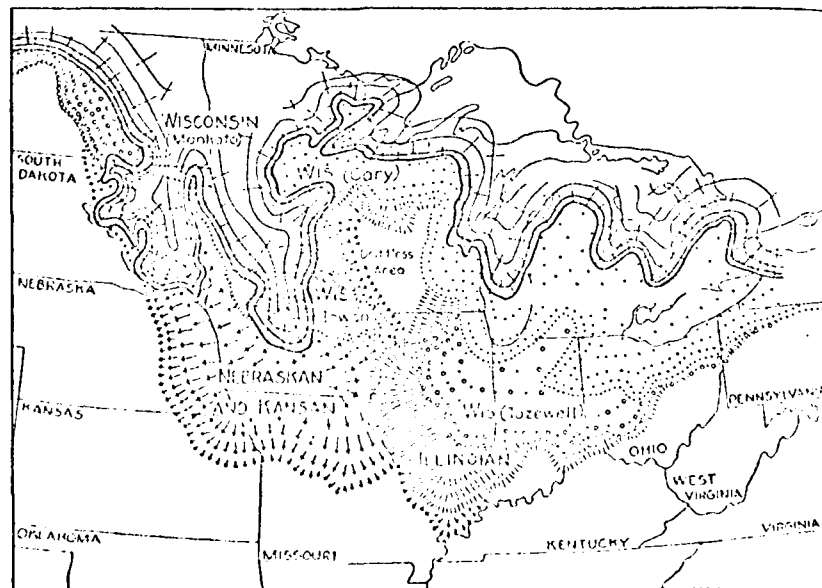 MINNESOTA
WISCONSIN
(Mankato)
SOUTH
DAKOTA
WIS (Cary)
Driftless
Area
NEBRASKA
WIS
NEBRASKAN
AND KANSAN
KANSAS
WIS (Tazewell)
PENNSYLVANIA
ILLINOIAN
OHIO
WEST
VIRGINIA
OKLAHOMA
MISSOURI
KENTUCKY
VIRGINIA